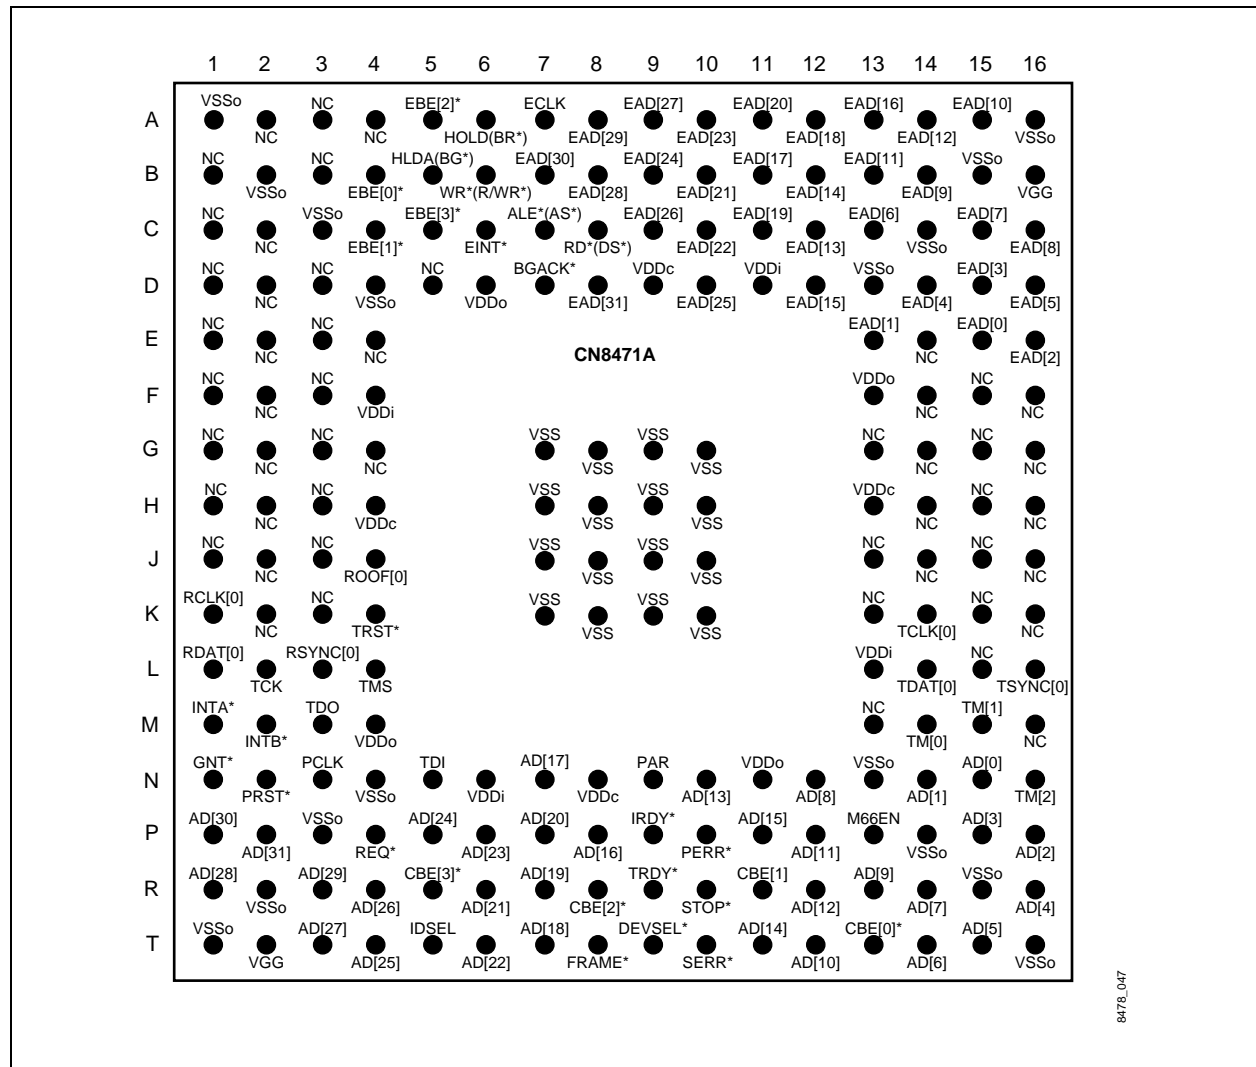 1 2 3 4 5 6 7 8 9 10 11 12 13 14 15 16
VSSo NC EBE[2]* ECLK EAD[27] EAD[20] EAD[16] EAD[10]
A
NC NC HOLD(BR*) EAD[29] EAD[23] EAD[18] EAD[12] VSSo
NC NC HLDA(BG*) EAD[30] EAD[24] EAD[17] EAD[11] VSSo
B
VSSo EBE[0]* WR*(R/WR*) EAD[28] EAD[21] EAD[14] EAD[9] VGG
NC VSSo EBE[3]* ALE*(AS*) EAD[26] EAD[19] EAD[6] EAD[7]
C
NC EBE[1]* EINT* RD*(DS*) EAD[22] EAD[13] VSSo EAD[8]
NC NC NC BGACK* VDDc VDDi VSSo EAD[3]
D
NC VSSo VDDo EAD[31] EAD[25] EAD[15] EAD[4] EAD[5]
NC NC EAD[1] EAD[0]
E CN8471A
NC NC NC EAD[2]
NC NC VDDo NC
F
NC VDDi NC NC
NC NC VSS VSS NC NC
G
NC NC VSS VSS NC NC
NC NC VSS VSS VDDc NC
H
NC VDDc VSS VSS NC NC
NC NC VSS VSS NC NC
J
NC ROOF[0] VSS VSS NC NC
RCLK[0] NC VSS VSS NC NC
K
NC TRST* VSS VSS TCLK[0] NC
RDAT[0] RSYNC[0] VDDi NC
L
TCK TMS TDAT[0] TSYNC[0]
INTA* TDO NC TM[1]
M
INTB* VDDo TM[0] NC
GNT* PCLK TDI AD[17] PAR VDDo VSSo AD[0]
N
PRST* VSSo VDDi VDDc AD[13] AD[8] AD[1] TM[2]
AD[30] VSSo AD[24] AD[20] IRDY* AD[15] M66EN AD[3]
P
AD[31] REQ* AD[23] AD[16] PERR* AD[11] VSSo AD[2]
AD[28] AD[29] CBE[3]* AD[19] TRDY* CBE[1] AD[9] VSSo
R
VSSo AD[26] AD[21] CBE[2]* STOP* AD[12] AD[7] AD[4]
VSSo AD[27] IDSEL AD[18] DEVSEL* AD[14] CBE[0]* AD[5]
T
VGG AD[25] AD[22] FRAME* SERR* AD[10] AD[6] VSSo
8478_047